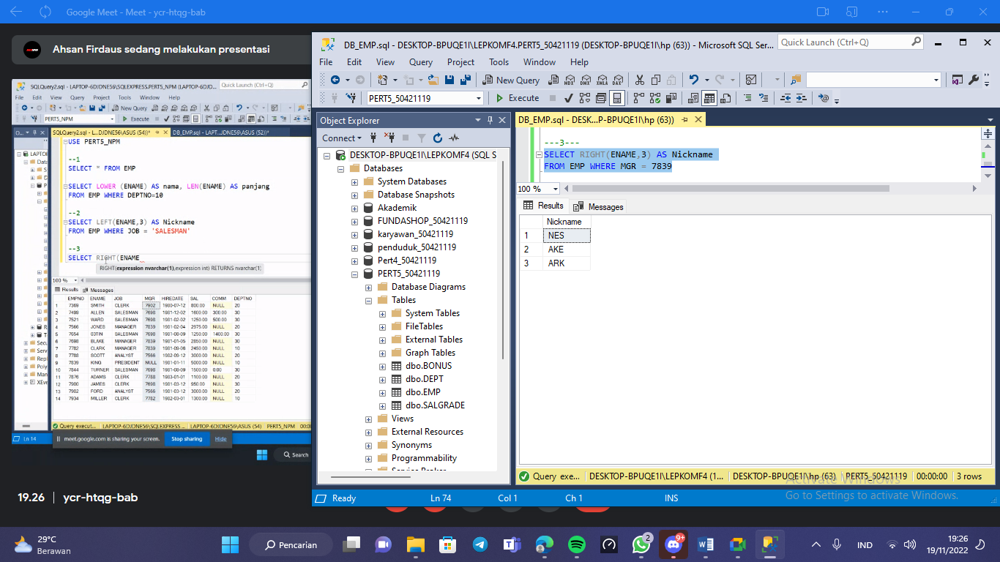 Google Meet - Meet - ycr-htqg-bab
Ahsan Firdaus sedang melakukan presentasi
SQLQuery2.sql - LAPTOP-6DJDNE56\SQLEXPRESS.PERT5_NPM (LAPTOP-6DJD...
Quick Launch (Ctrl+Q)
File Edit View Query Project Tools Window Help
New Query
PERT5_NPM
Execute
SQLQuery2.sql - L...DJDNE56\ASUS (54))*
DB_EMP.sql - LAPT...JDNE56\ASUS (52))*
USE PERT5_NPM
--1
SELECT * FROM EMP
SELECT LOWER (ENAME) AS nama, LEN(ENAME) AS panjang
FROM EMP WHERE DEPTNO=10
--2
SELECT LEFT(ENAME,3) AS Nickname
FROM EMP WHERE JOB = 'SALESMAN'
--3
SELECT RIGHT(ENAME
RIGHT(expression nvarchar(1),expression int) RETURNS nvarchar(1)
100 %
Results Messages
EMPNO ENAME JOB MGR HIREDATE SAL COMM DEPTNO
1 7369 SMITH CLERK 7902 1980-07-12 800.00 NULL 20
2 7499 ALLEN SALESMAN 7698 1981-12-02 1600.00 300.00 30
3 7521 WARD SALESMAN 7698 1981-02-02 1250.00 500.00 30
4 7566 JONES MANAGER 7839 1981-02-04 2975.00 NULL 20
5 7654 03TIN SALESMAN 7698 1981-08-09 1250.00 1400.00 30
6 7698 BLAKE MANAGER 7839 1981-01-05 2850.00 NULL 30
7 7782 CLARK MANAGER 7839 1981-09-06 2450.00 NULL 10
8 7788 SCOTT ANALYST 7566 1982-09-12 3000.00 NULL 20
9 7839 KING PRESIDENT NULL 1981-01-11 5000.00 NULL 10
10 7844 TURNER SALESMAN 7698 1981-08-09 1500.00 0.00 30
11 7876 ADAMS CLERK 7788 1983-01-01 1100.00 NULL 20
12 7900 JAMES CLERK 7698 1981-03-12 950.00 NULL 30
13 7902 FORD ANALYST 7566 1981-03-12 3000.00 NULL 20
14 7934 MILLER CLERK 7782 1982-03-01 1300.00 NULL 10
Query execut... LAPTOP-6DJDNE56\SQLEXPRESS ... LAPTOP-6DJDNE56\ASUS (54) PERT5_NPM
Ln 14
meet.google.com is sharing your screen. Stop sharing Hide
Search
19.26 | ycr-htqg-bab
DB_EMP.sql - DESKTOP-BPUQE1I\LEPKOMF4.PERT5_50421119 (DESKTOP-BPUQE1I\hp (63)) - Microsoft SQL Ser...
Quick Launch (Ctrl+Q)
File Edit View Query Project Tools Window Help
New Query
MDX DMX XMLA DAX
PERT5_50421119
Execute
Object Explorer
Connect
DESKTOP-BPUQE1I\LEPKOMF4 (SQL S
Databases
System Databases
Database Snapshots
Akademik
FUNDASHOP_50421119
karyawan_50421119
penduduk_50421119
Pert4_50421119
PERT5_50421119
Database Diagrams
Tables
System Tables
FileTables
External Tables
Graph Tables
dbo.BONUS
dbo.DEPT
dbo.EMP
dbo.SALGRADE
Views
External Resources
Synonyms
Programmability
Service Broker
DB_EMP.sql - DESK...P-BPUQE1I\hp (63))
---3---
SELECT RIGHT(ENAME,3) AS Nickname
FROM EMP WHERE MGR = 7839
100 %
Results Messages
Nickname
1 NES
2 AKE
3 ARK
Query exe... DESKTOP-BPUQE1I\LEPKOMF4 (1... DESKTOP-BPUQE1I\hp (63) PERT5_50421119 00:00:00 3 rows
Activate Windows
Go to Settings to activate Windows.
Ready Ln 74 Col 1 Ch 1 INS
29°C
Berawan
Pencarian
2
9+
IND
19:26
19/11/2022